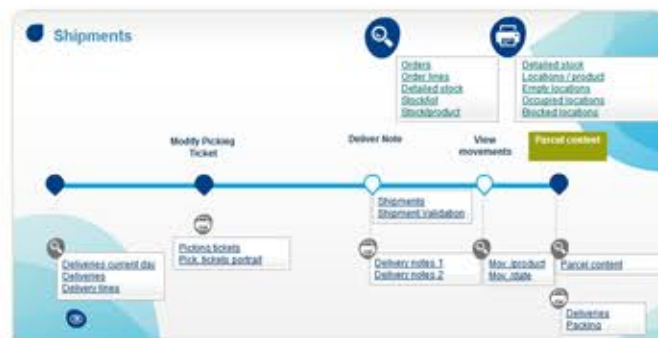 Shipments
Orders
Order lines
Detailed stock
Stocklist
Stock/product
Detailed stock
Locations / product
Empty locations
Occupied locations
Blocked locations
Modify Picking
Ticket
Deliver Note
View
movements
Parcel content
Shipments
Shipment Validation
Picking tickets
Pick. tickets portrait
Deliveries current day
Deliveries
Delivery lines
Delivery notes 1
Delivery notes 2
Mov. /product
Mov. /date
Parcel content
Deliveries
Packing